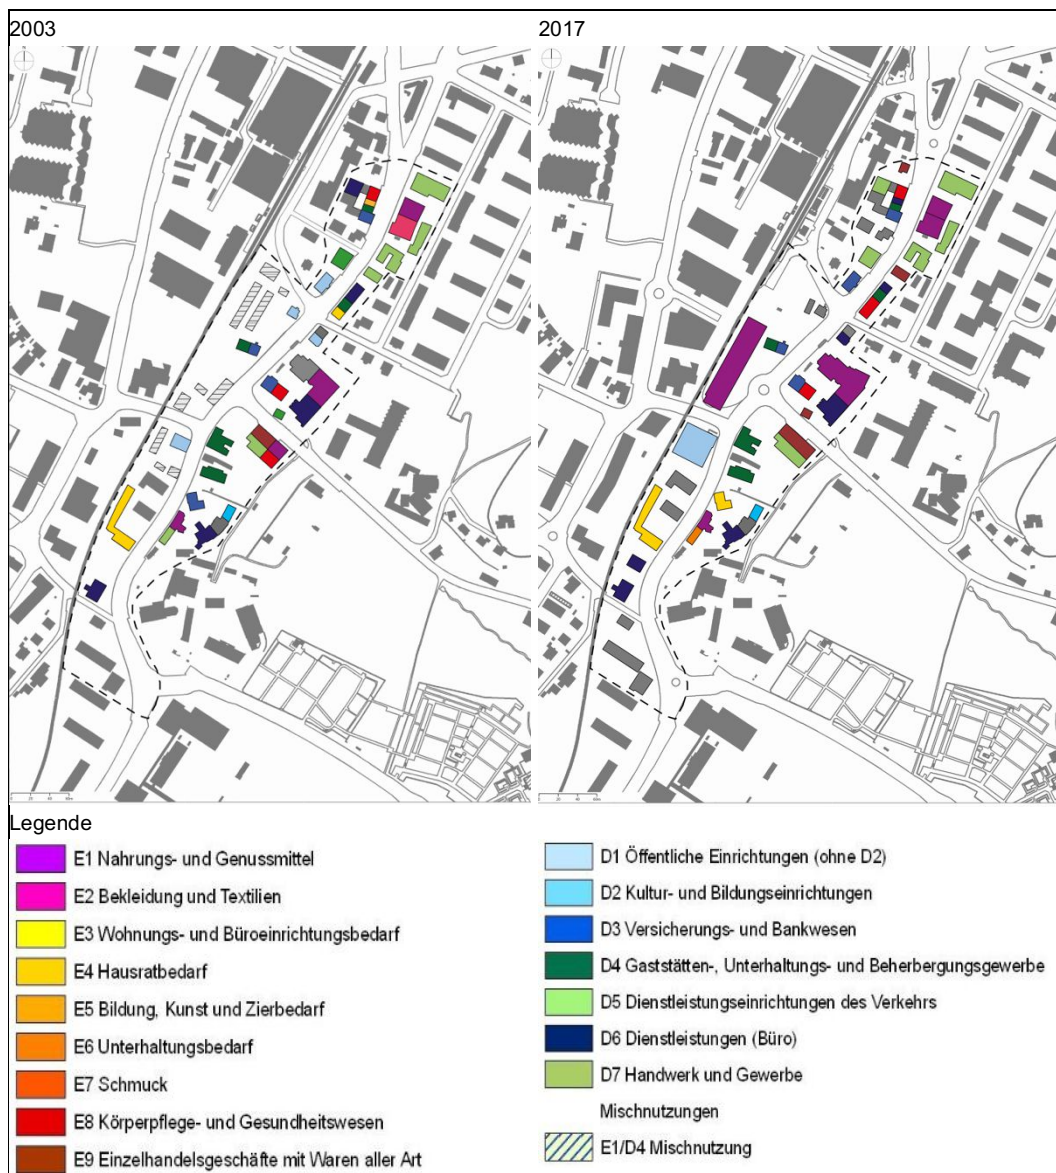 2003
2017
Legende
E1 Nahrungs- und Genussmittel
E2 Bekleidung und Textilien
E3 Wohnungs- und Büroeinrichtungsbedarf
E4 Hausratbedarf
E5 Bildung, Kunst und Zierbedarf
E6 Unterhaltungsbedarf
E7 Schmuck
E8 Körperpflege- und Gesundheitswesen
E9 Einzelhandelsgeschäfte mit Waren aller Art
D1 Öffentliche Einrichtungen (ohne D2)
D2 Kultur- und Bildungseinrichtungen
D3 Versicherungs- und Bankwesen
D4 Gaststätten-, Unterhaltungs- und Beherbergungsgewerbe
D5 Dienstleistungseinrichtungen des Verkehrs
D6 Dienstleistungen (Büro)
D7 Handwerk und Gewerbe
Mischnutzungen
E1/D4 Mischnutzung